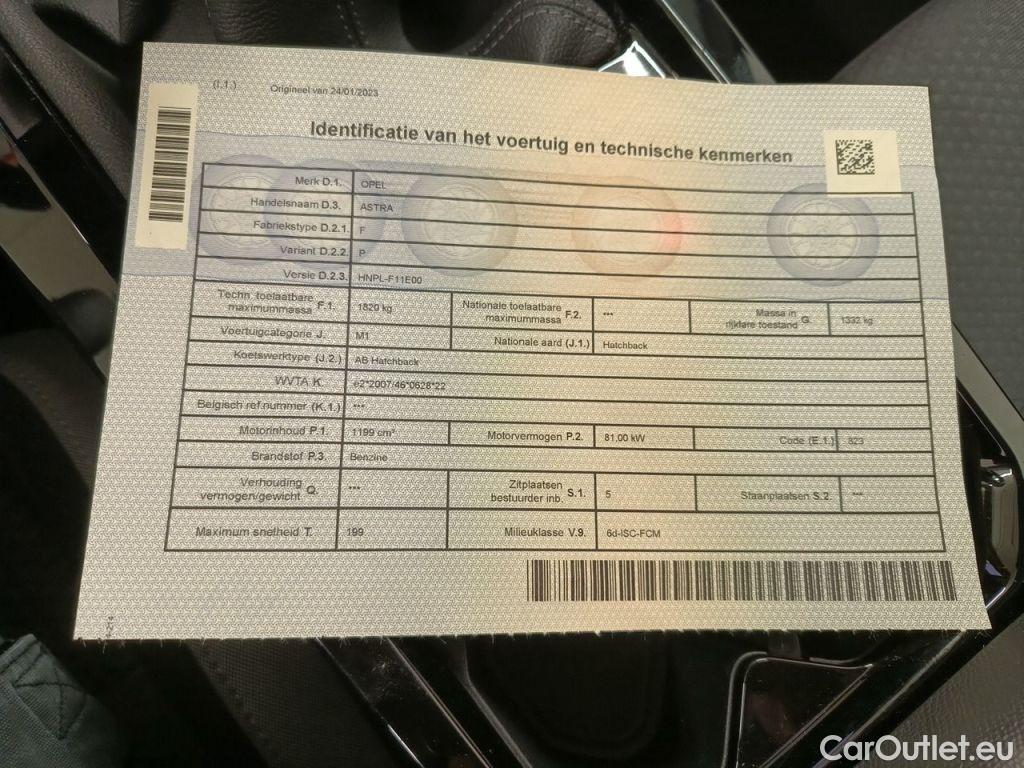 (I.1.) Origineel van 24/01/2023
Identificatie van het voertuig en technische kenmerken
Merk D.1. OPEL
Handelsnaam D.3. ASTRA
Fabriekstype D.2.1. F
Variant D.2.2. P
Versie D.2.3. HNPL-F11E00
Techn. toelaatbare maximummassa F.1. 1820 kg Nationale toelaatbare maximummassa F.2. *** Massa in rijklare toestand G. 1332 kg
Voertuigcategorie J. M1 Nationale aard (J.1.) Hatchback
Koetswerktype (J.2.) AB Hatchback
WVTA K. e2*2007/46*0628*22
Belgisch ref.nummer (K.1.) ***
Motorinhoud P.1. 1199 cm³ Motorvermogen P.2. 81,00 kW Code (E.1.) 823
Brandstof P.3. Benzine
Verhouding vermogen/gewicht Q. *** Zitplaatsen bestuurder inb. S.1. 5 Staanplaatsen S.2. ***
Maximum snelheid T. 199 Milieuklasse V.9. 6d-ISC-FCM
CarOutlet.eu